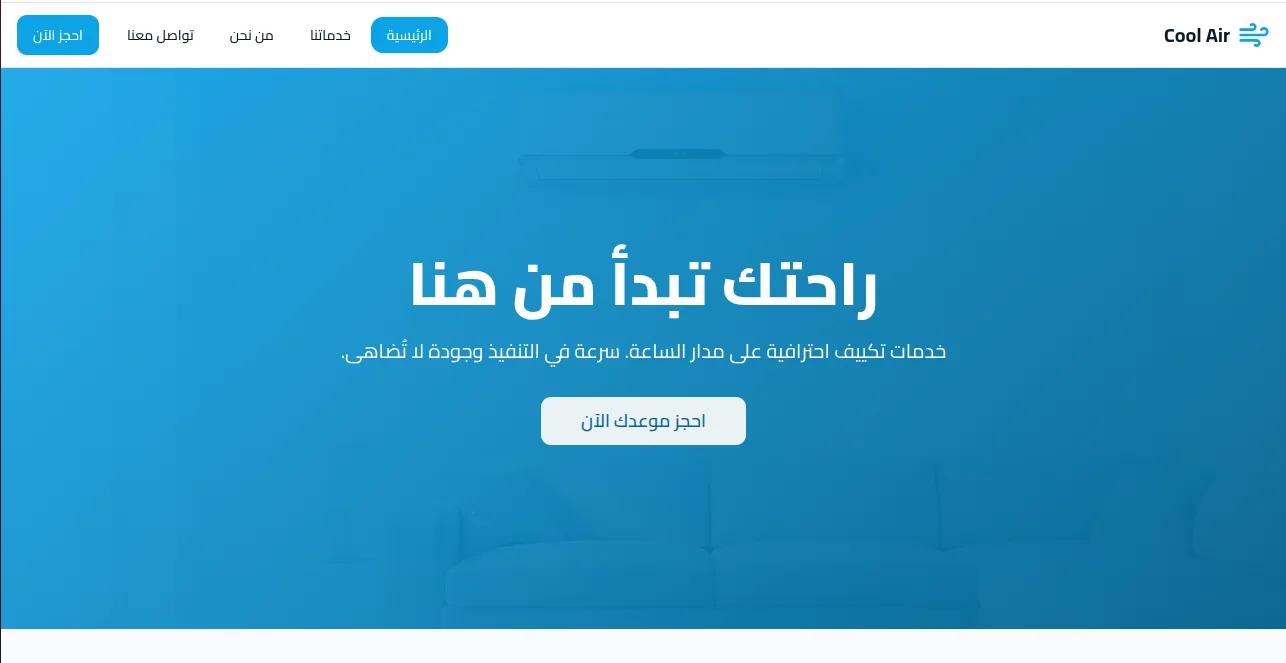 Cool Air
الرئيسية
خدماتنا
من نحن
تواصل معنا
احجز الآن
راحتك تبدأ من هنا
خدمات تكييف احترافية على مدار الساعة. سرعة في التنفيذ وجودة لا تُضاهى.
احجز موعدك الآن